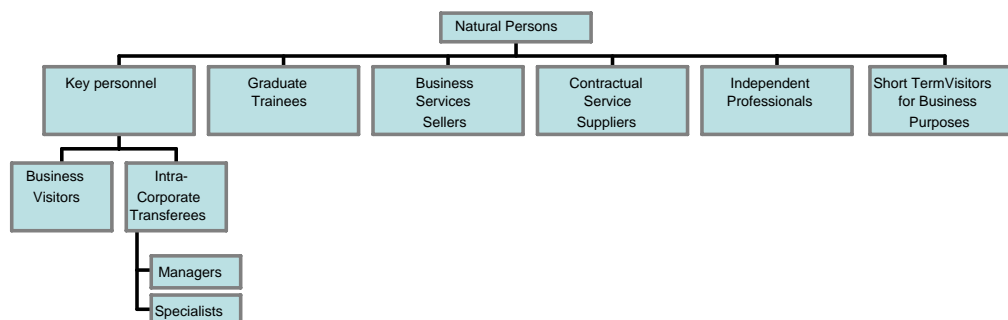 Natural Persons
Key personnel
Graduate
Trainees
Business
Services
Sellers
Contractual
Service
Suppliers
Independent
Professionals
Short TermVisitors
for Business
Purposes
Business
Visitors
Intra-
Corporate
Transferees
Managers
Specialists